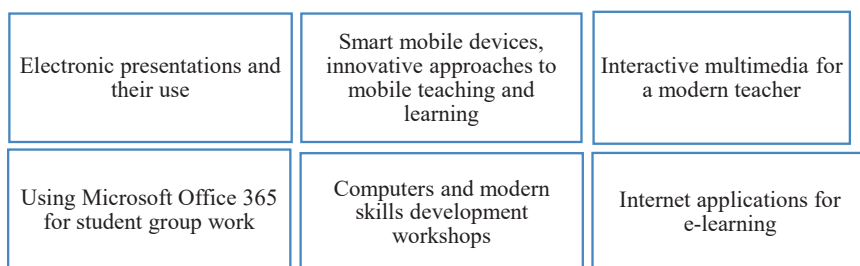 Electronic presentations and
their use
Smart mobile devices,
innovative approaches to
mobile teaching and
learning
Interactive multimedia for
a modern teacher
Using Microsoft Office 365
for student group work
Computers and modern
skills development
workshops
Internet applications for
e-learning